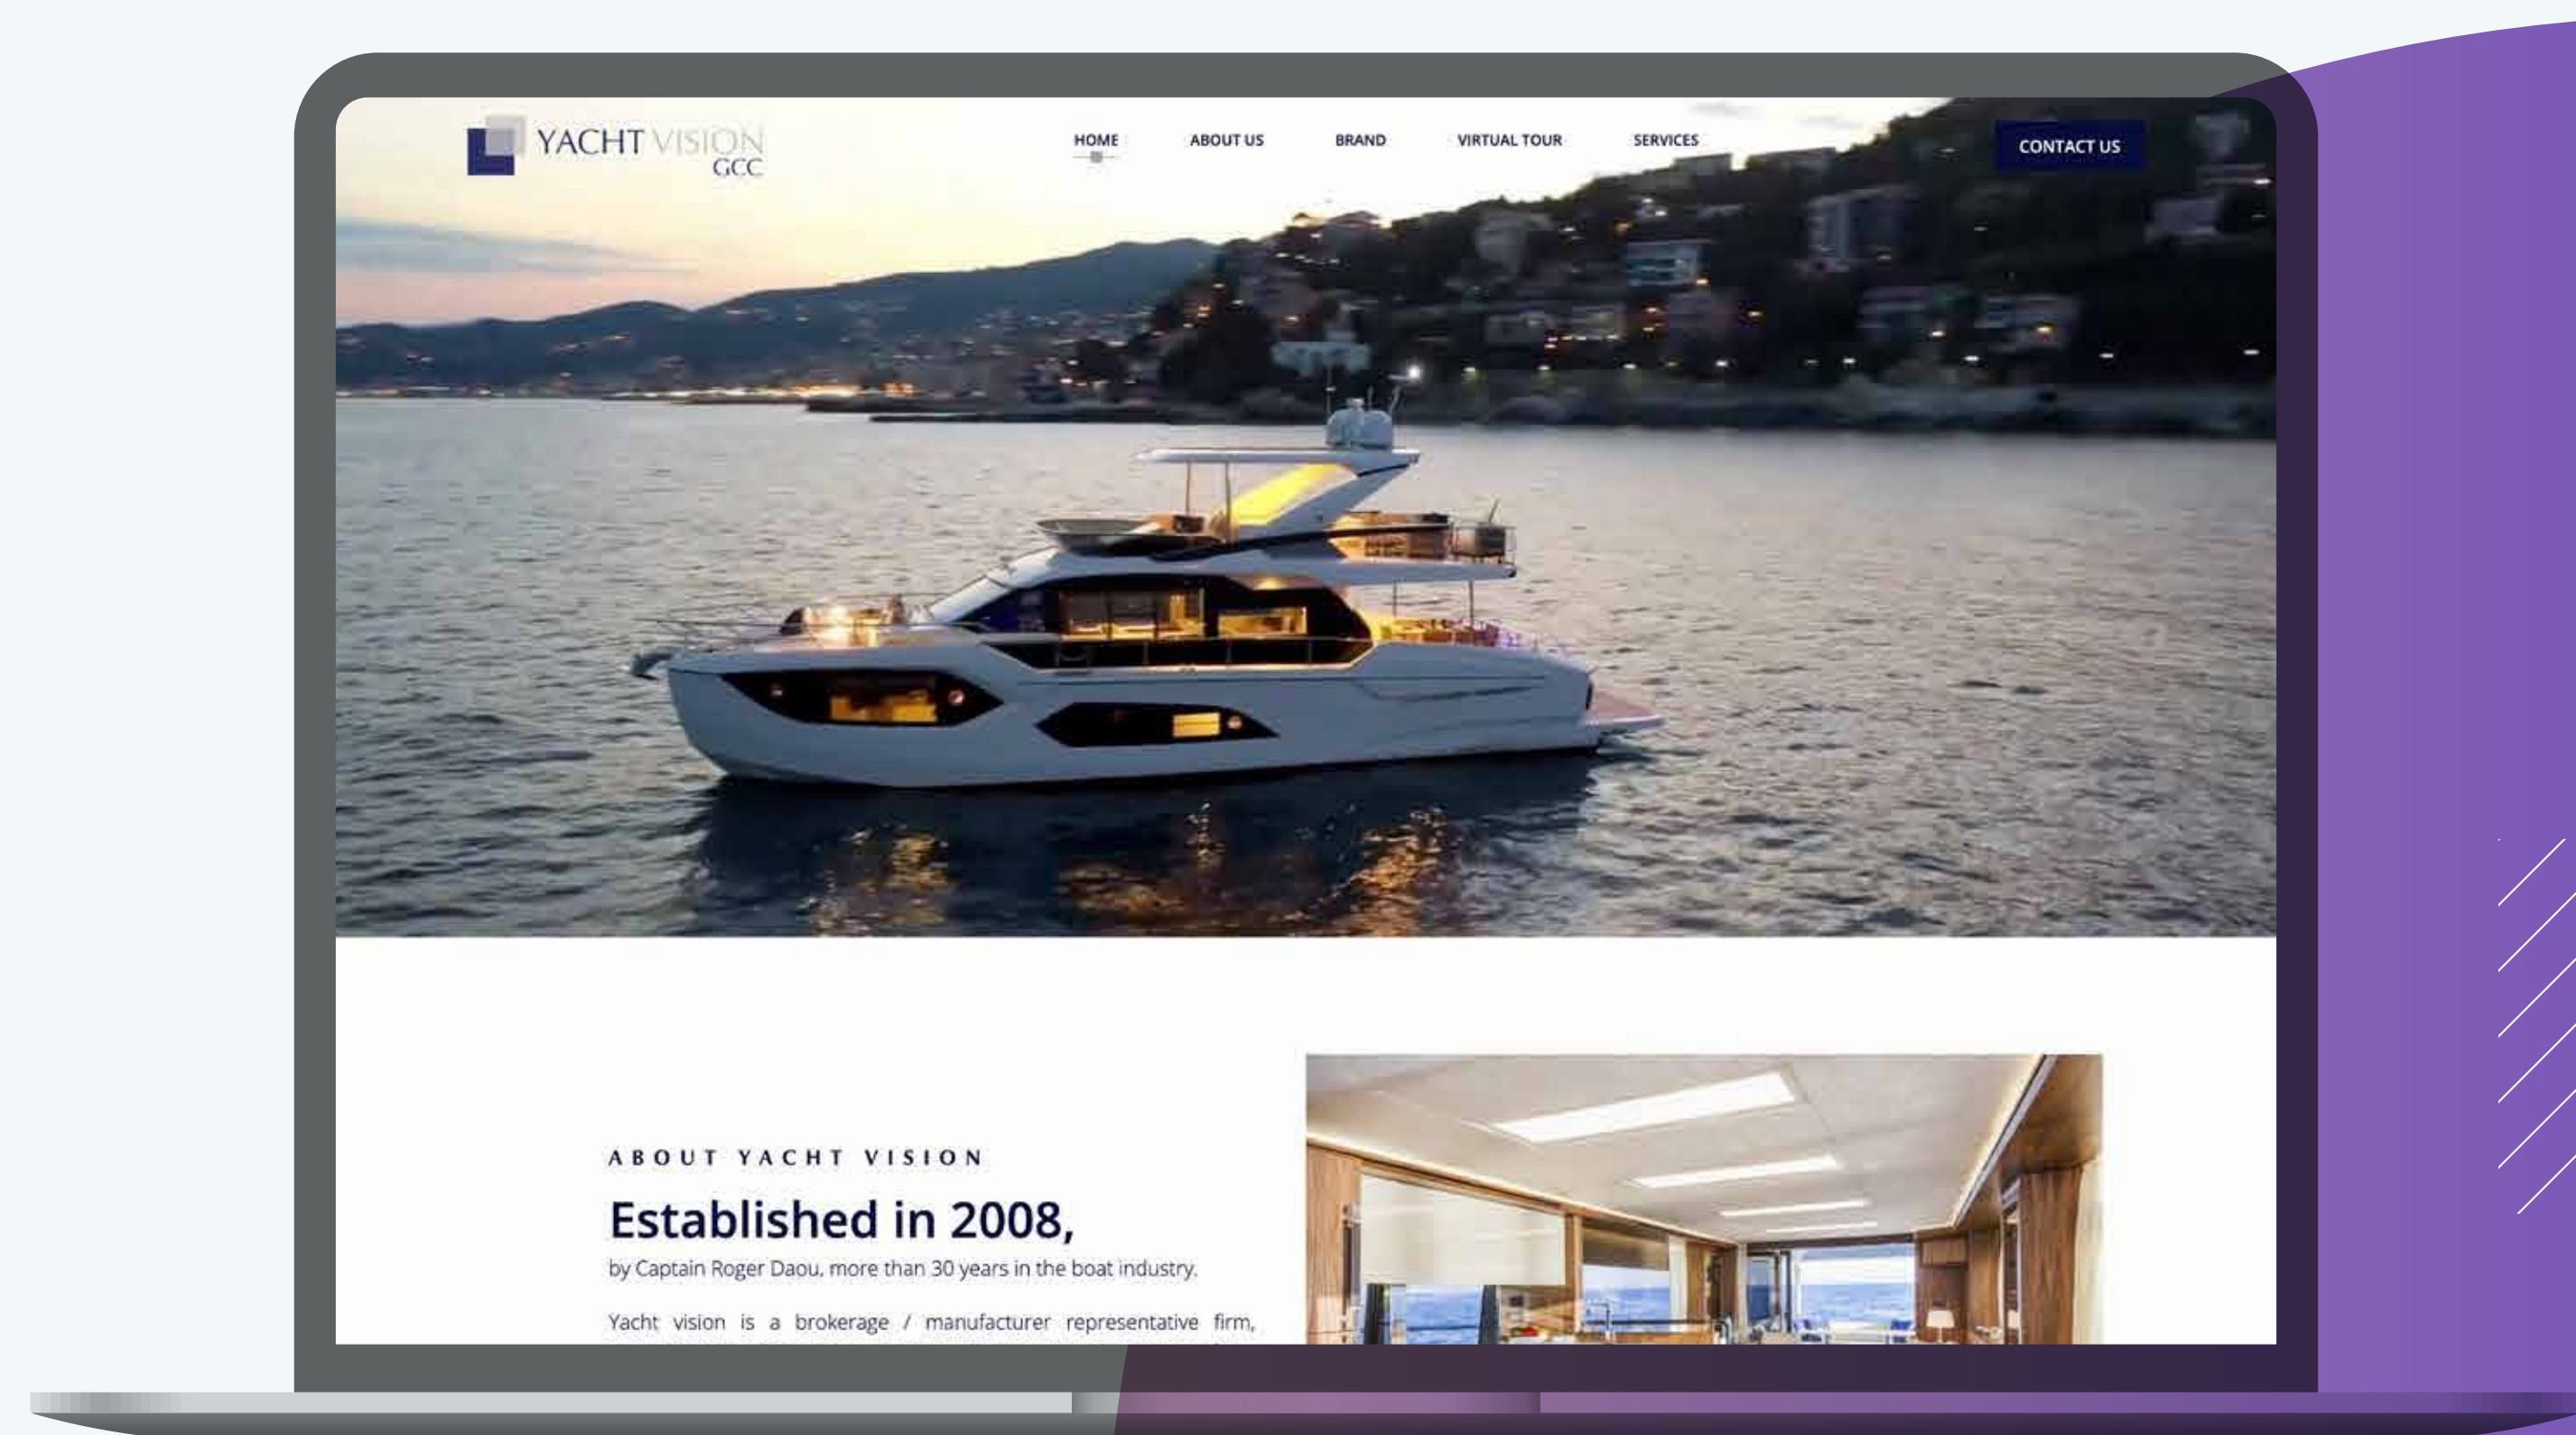 YACHT VISION
GCC
HOME
ABOUT US
BRAND
VIRTUAL TOUR
SERVICES
CONTACT US
ABOUT YACHT VISION
Established in 2008,
by Captain Roger Daou, more than 30 years in the boat industry.
Yacht vision is a brokerage / manufacturer representative firm,